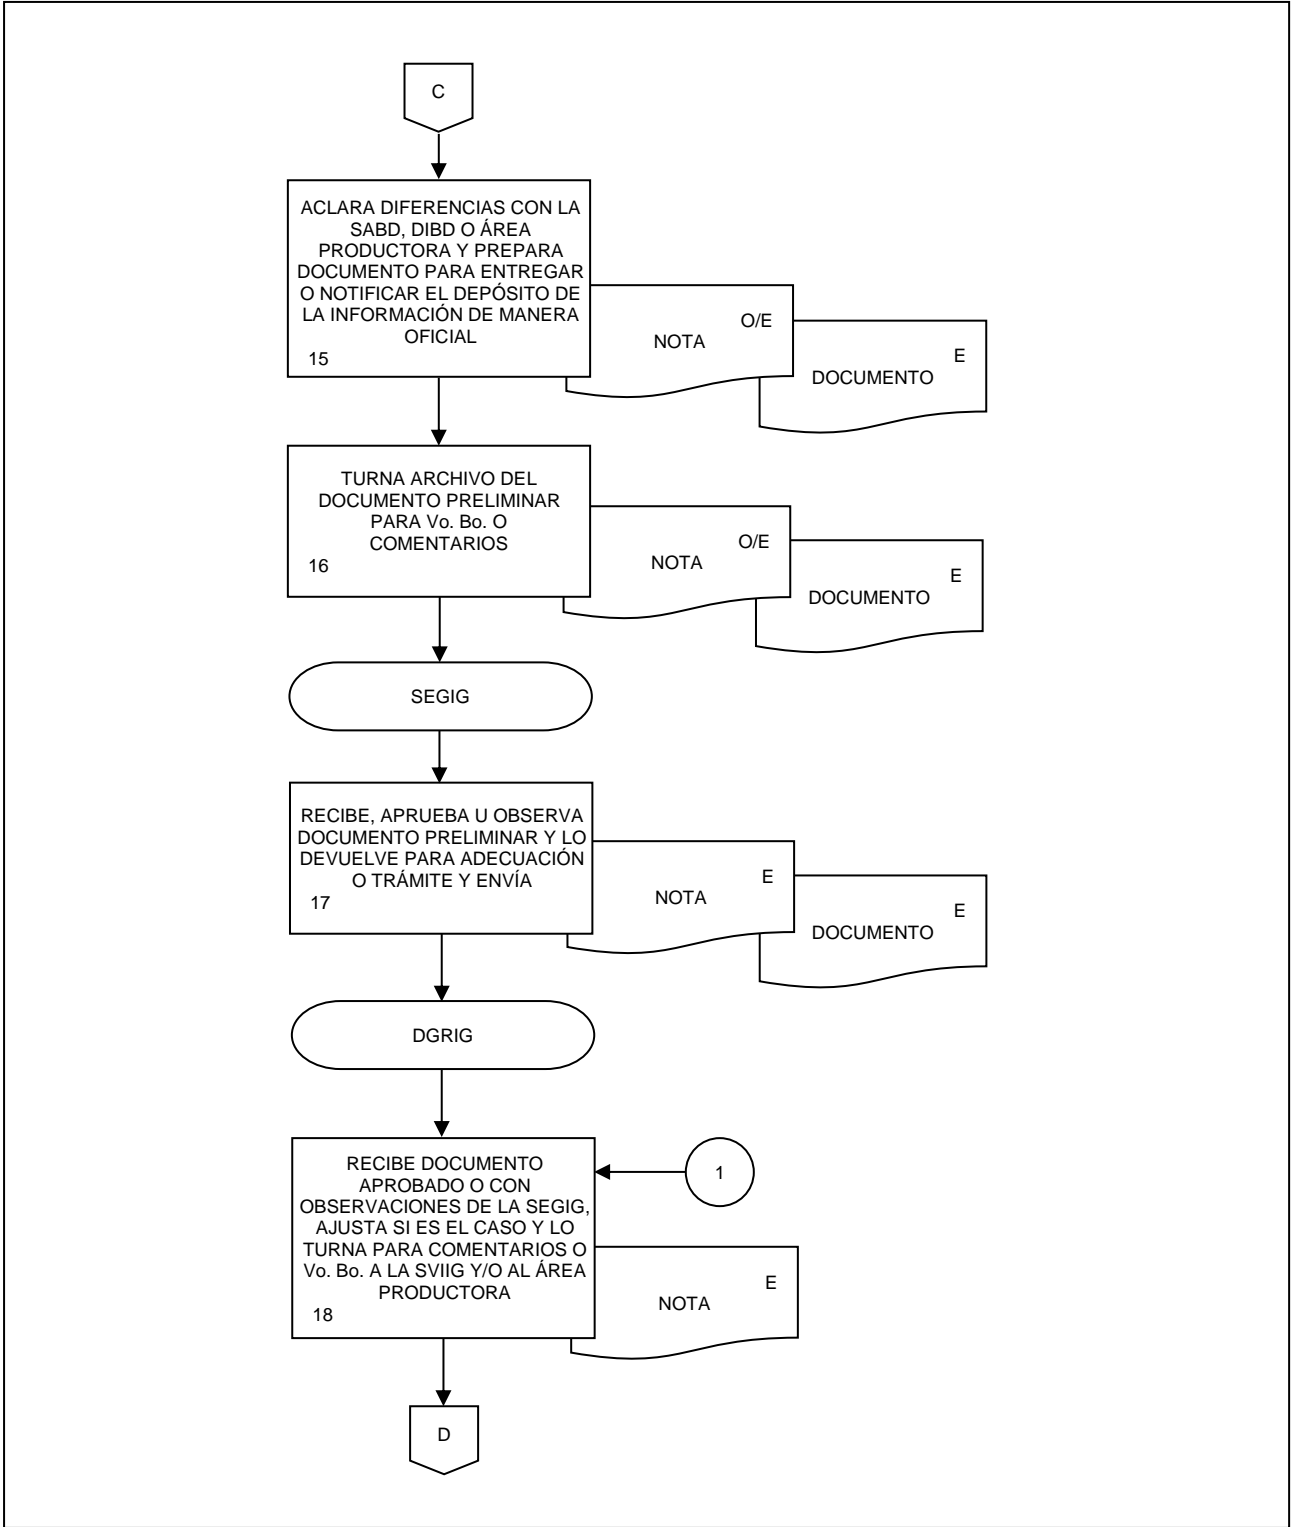 C
ACLARA DIFERENCIAS CON LA
SABD, DIBD O ÁREA
PRODUCTORA Y PREPARA
DOCUMENTO PARA ENTREGAR
O NOTIFICAR EL DEPÓSITO DE
LA INFORMACIÓN DE MANERA
OFICIAL
15
O/E
NOTA
E
DOCUMENTO
TURNA ARCHIVO DEL
DOCUMENTO PRELIMINAR
PARA Vo. Bo. O
COMENTARIOS
16
O/E
NOTA
E
DOCUMENTO
SEGIG
RECIBE, APRUEBA U OBSERVA
DOCUMENTO PRELIMINAR Y LO
DEVUELVE PARA ADECUACIÓN
O TRÁMITE Y ENVÍA
17
E
NOTA
E
DOCUMENTO
DGRIG
RECIBE DOCUMENTO
APROBADO O CON
OBSERVACIONES DE LA SEGIG,
AJUSTA SI ES EL CASO Y LO
TURNA PARA COMENTARIOS O
Vo. Bo. A LA SVIIG Y/O AL ÁREA
PRODUCTORA
18
1
E
NOTA
D